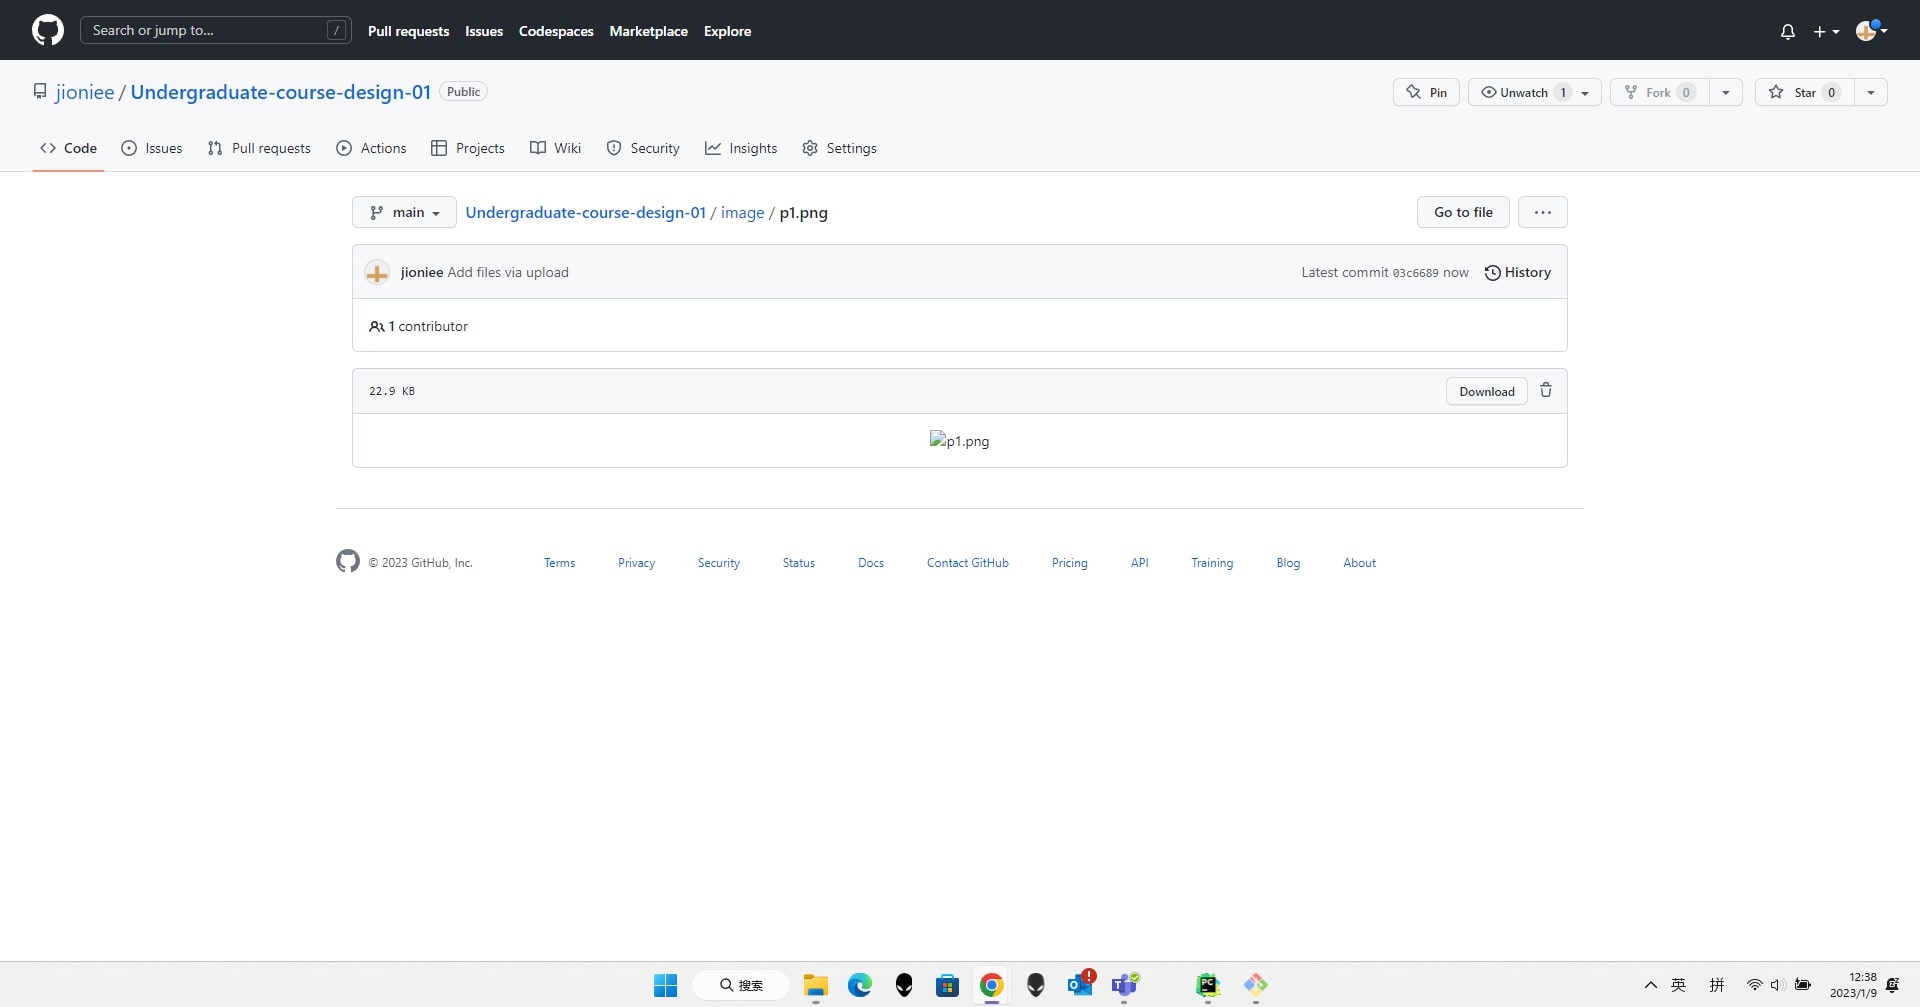 Search or jump to... /
Pull requests Issues Codespaces Marketplace Explore
jioniee / Undergraduate-course-design-01 Public
Pin Unwatch 1 Fork 0 Star 0
Code Issues Pull requests Actions Projects Wiki Security Insights Settings
main Undergraduate-course-design-01 / image / p1.png Go to file ...
jioniee Add files via upload Latest commit 03c6689 now History
1 contributor
22.9 KB Download
p1.png
© 2023 GitHub, Inc. Terms Privacy Security Status Docs Contact GitHub Pricing API Training Blog About
搜索 英 拼 12:38
2023/1/9